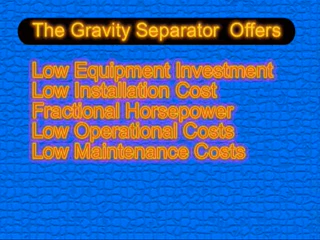 The Gravity Separator Offers
Low Equipment Investment
Low Installation Cost
Fractional Horsepower
Low Operational Costs
Low Maintenance Costs